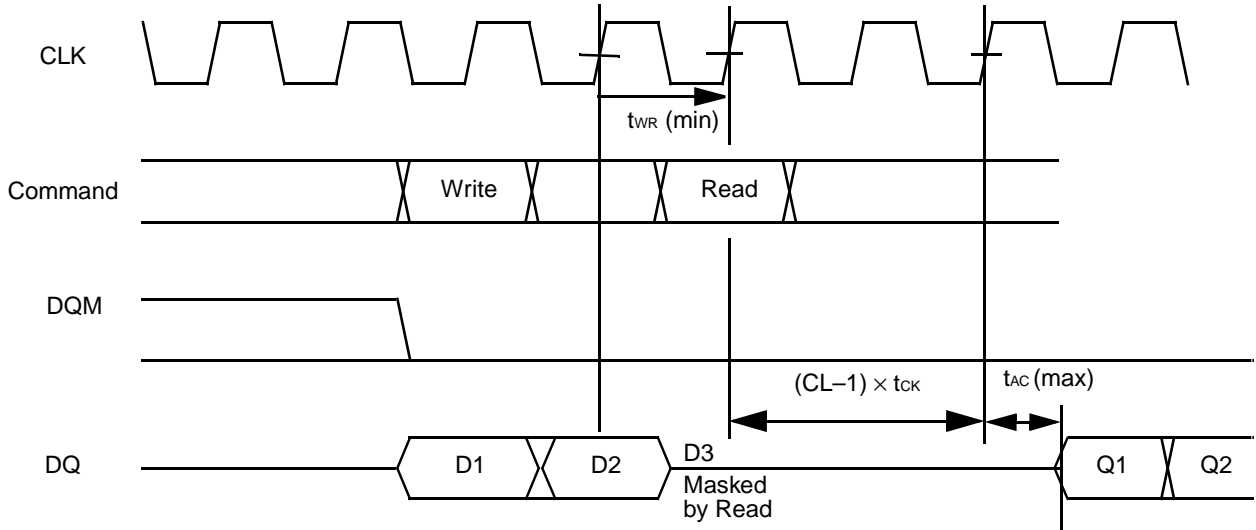 CLK
tWR (min)
Command
Write
Read
DQM
(CL–1) × tCK
tAC (max)
DQ
D1
D2
D3
Masked
by Read
Q1
Q2